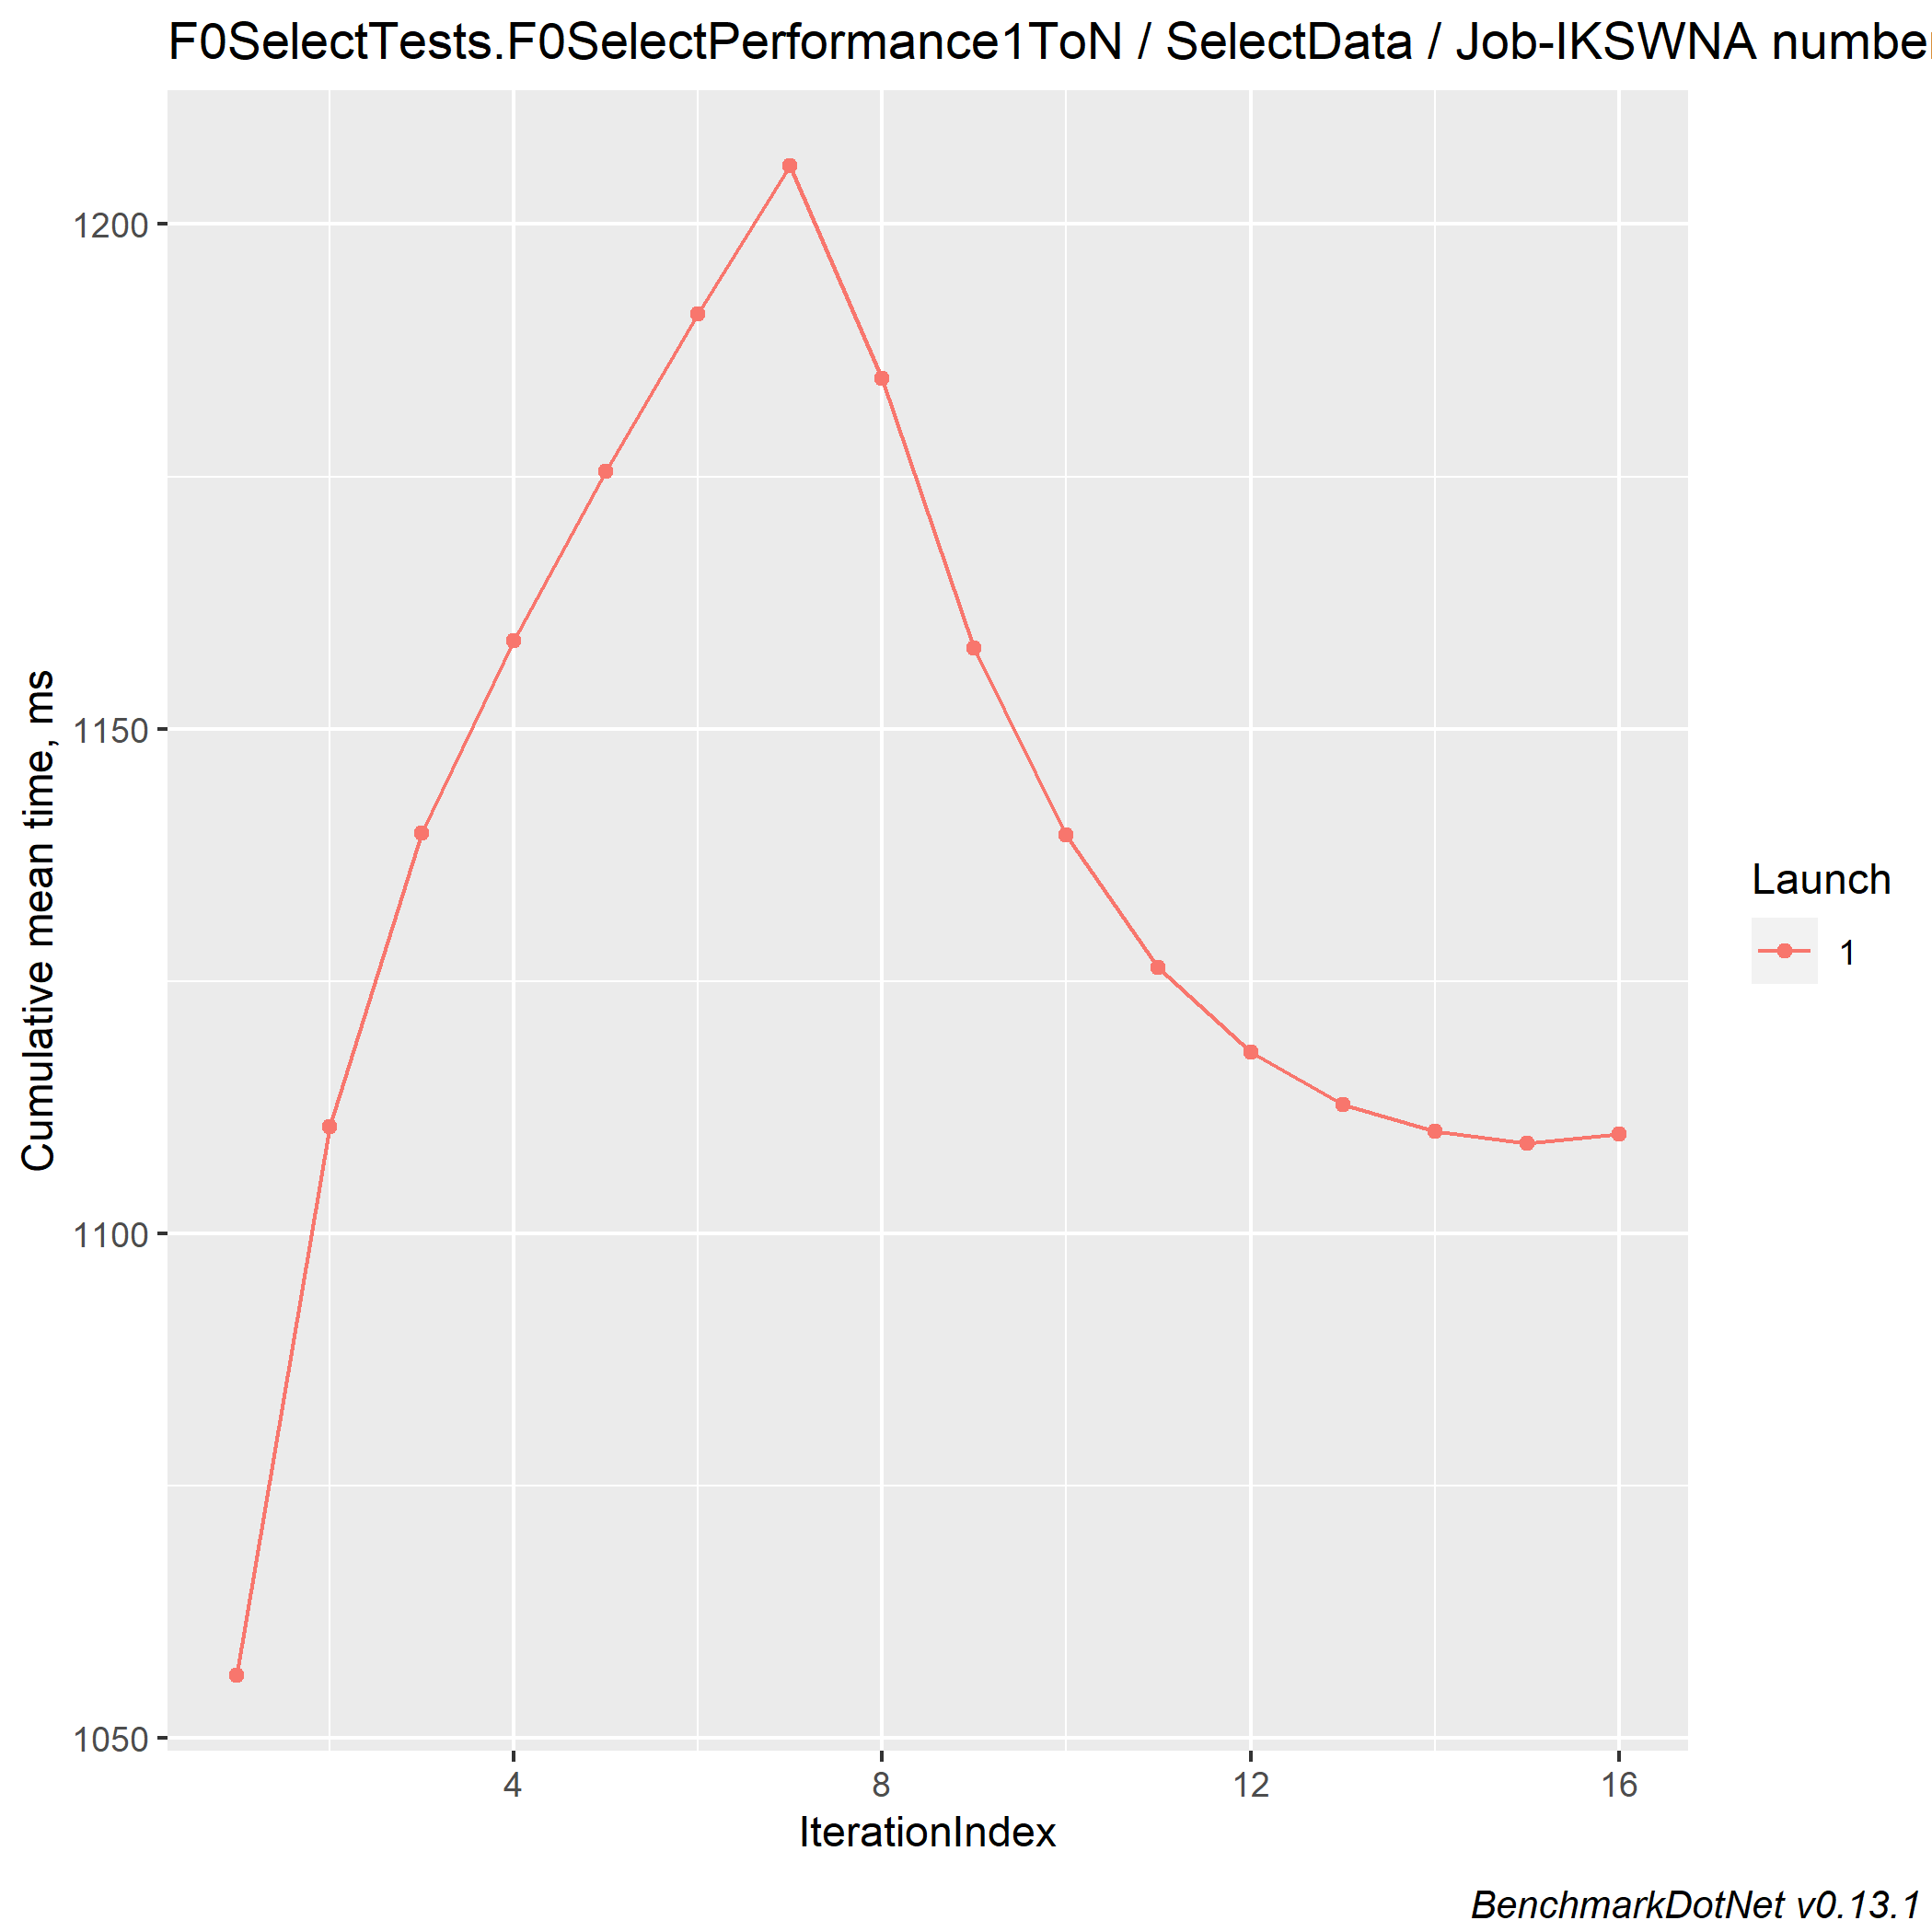 F0SelectTests.F0SelectPerformance1ToN / SelectData / Job-IKSWNA number
Cumulative mean time, ms
1200
1150
1100
1050
4 8 12 16
IterationIndex
Launch
1
BenchmarkDotNet v0.13.1